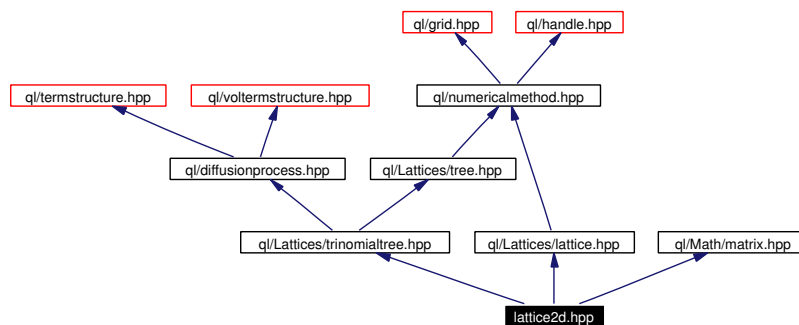 ql/grid.hpp
ql/handle.hpp
ql/termstructure.hpp
ql/voltermstructure.hpp
ql/numericalmethod.hpp
ql/diffusionprocess.hpp
ql/Lattices/tree.hpp
ql/Lattices/trinomialtree.hpp
ql/Lattices/lattice.hpp
ql/Math/matrix.hpp
lattice2d.hpp